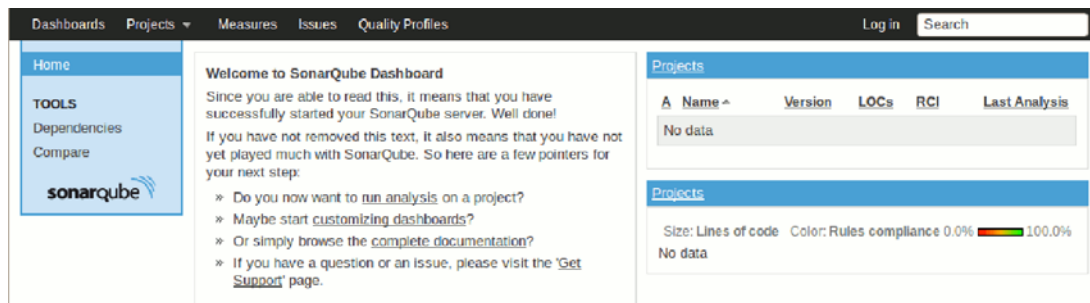 Dashboards Projects Measures Issues Quality Profiles Log in Search
Home
TOOLS
Dependencies
Compare
sonarqube
Welcome to SonarQube Dashboard
Since you are able to read this, it means that you have
successfully started your SonarQube server. Well done!
If you have not removed this text, it also means that you have not
yet played much with SonarQube. So here are a few pointers for
your next step:
» Do you now want to run analysis on a project?
» Maybe start customizing dashboards?
» Or simply browse the complete documentation?
» If you have a question or an issue, please visit the 'Get
Support' page.
Projects
A Name Version LOCs RCI Last Analysis
No data
Projects
Size: Lines of code Color: Rules compliance 0.0% 100.0%
No data